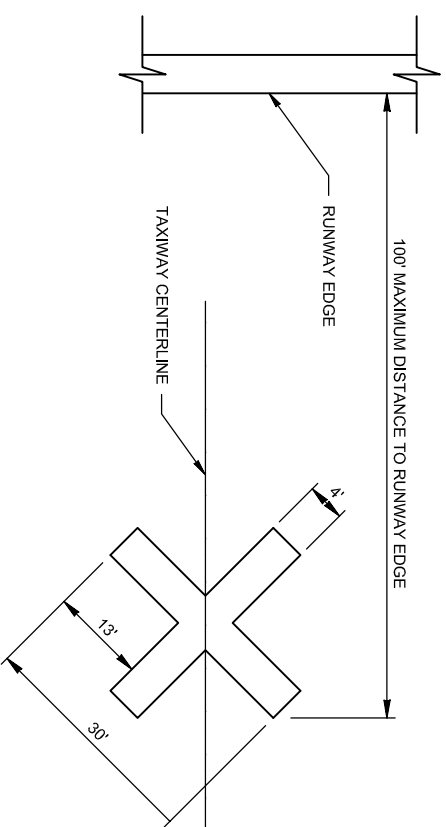 100' MAXIMUM DISTANCE TO RUNWAY EDGE
RUNWAY EDGE
TAXIWAY CENTERLINE
4'
13'
30'